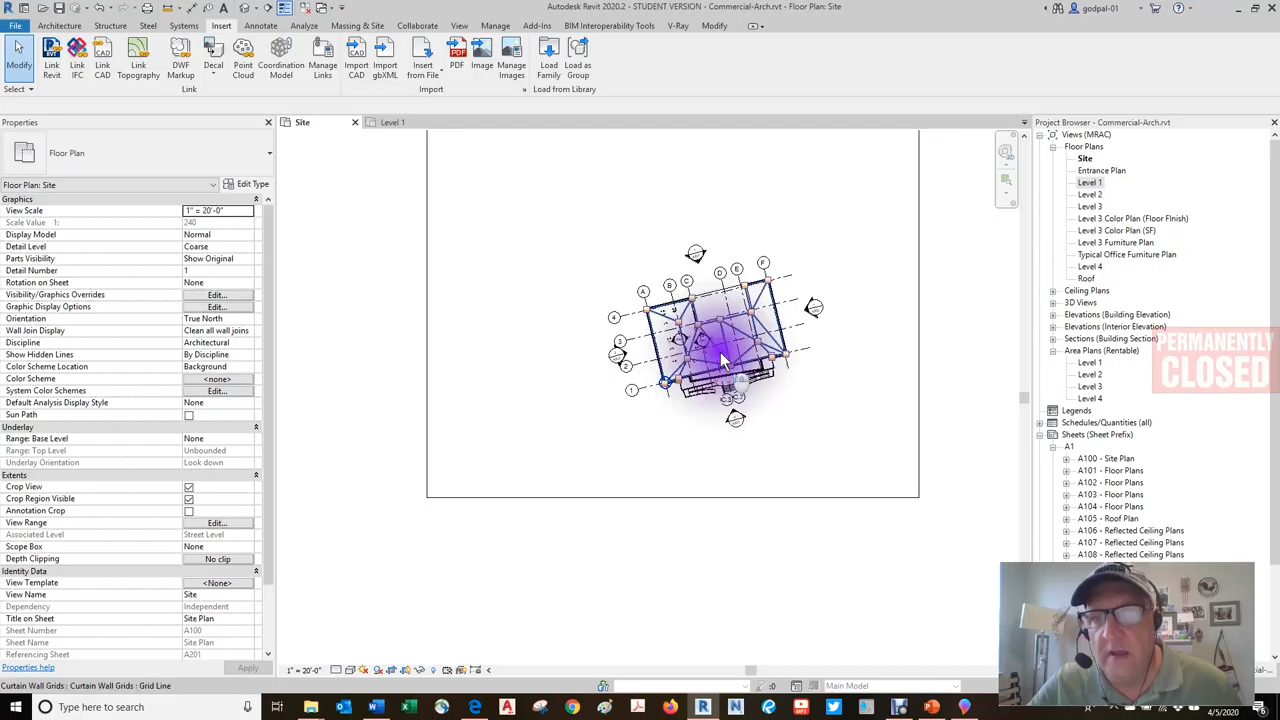 Autodesk Revit 2020.2 - STUDENT VERSION - Commercial-Arch.rvt - Floor Plan: Site
godpal-01
File Architecture Structure Steel Systems Insert Annotate Analyze Massing & Site Collaborate View Manage Add-Ins BIM Interoperability Tools V-Ray Modify
Modify
Link Revit
Link IFC
Link CAD
Link Topography
DWF Markup
Decal
Point Cloud
Coordination Model
Manage Links
Import CAD
Import gbXML
Insert from File
PDF
Image
Manage Images
Load Family
Load as Group
Select
Link
Import
Load from Library
Properties
Site
Level 1
Project Browser - Commercial-Arch.rvt
Floor Plan
Floor Plan: Site
Edit Type
Graphics
View Scale 1" = 20'-0"
Scale Value 1: 240
Display Model Normal
Detail Level Coarse
Parts Visibility Show Original
Detail Number 1
Rotation on Sheet None
Visibility/Graphics Overrides Edit...
Graphic Display Options Edit...
Orientation True North
Wall Join Display Clean all wall joins
Discipline Architectural
Show Hidden Lines By Discipline
Color Scheme Location Background
Color Scheme <none>
System Color Schemes Edit...
Default Analysis Display Style None
Sun Path
Underlay
Range: Base Level None
Range: Top Level Unbounded
Underlay Orientation Look down
Extents
Crop View
Crop Region Visible
Annotation Crop
View Range Edit...
Associated Level Street Level
Scope Box None
Depth Clipping No clip
Identity Data
View Template <None>
View Name Site
Dependency Independent
Title on Sheet Site Plan
Sheet Number A100
Sheet Name Site Plan
Referencing Sheet A201
Properties help
Apply
A
B
C
D
E
F
4
3
2
1
Views (MRAC)
Floor Plans
Site
Entrance Plan
Level 1
Level 2
Level 3
Level 3 Color Plan (Floor FInish)
Level 3 Color Plan (SF)
Level 3 Furniture Plan
Typical Office Furniture Plan
Level 4
Roof
Ceiling Plans
3D Views
Elevations (Building Elevation)
Elevations (Interior Elevation)
Sections (Building Section)
Area Plans (Rentable)
Level 1
Level 2
Level 3
Level 4
Legends
Schedules/Quantities (all)
Sheets (Sheet Prefix)
A1
A100 - Site Plan
A101 - Floor Plans
A102 - Floor Plans
A103 - Floor Plans
A104 - Floor Plans
A105 - Roof Plan
A106 - Reflected Ceiling Plans
A107 - Reflected Ceiling Plans
A108 - Reflected Ceiling Plans
PERMANENTLY
CLOSED
1" = 20'-0"
Curtain Wall Grids : Curtain Wall Grids : Grid Line
:0
Main Model
Type here to search
4/5/2020